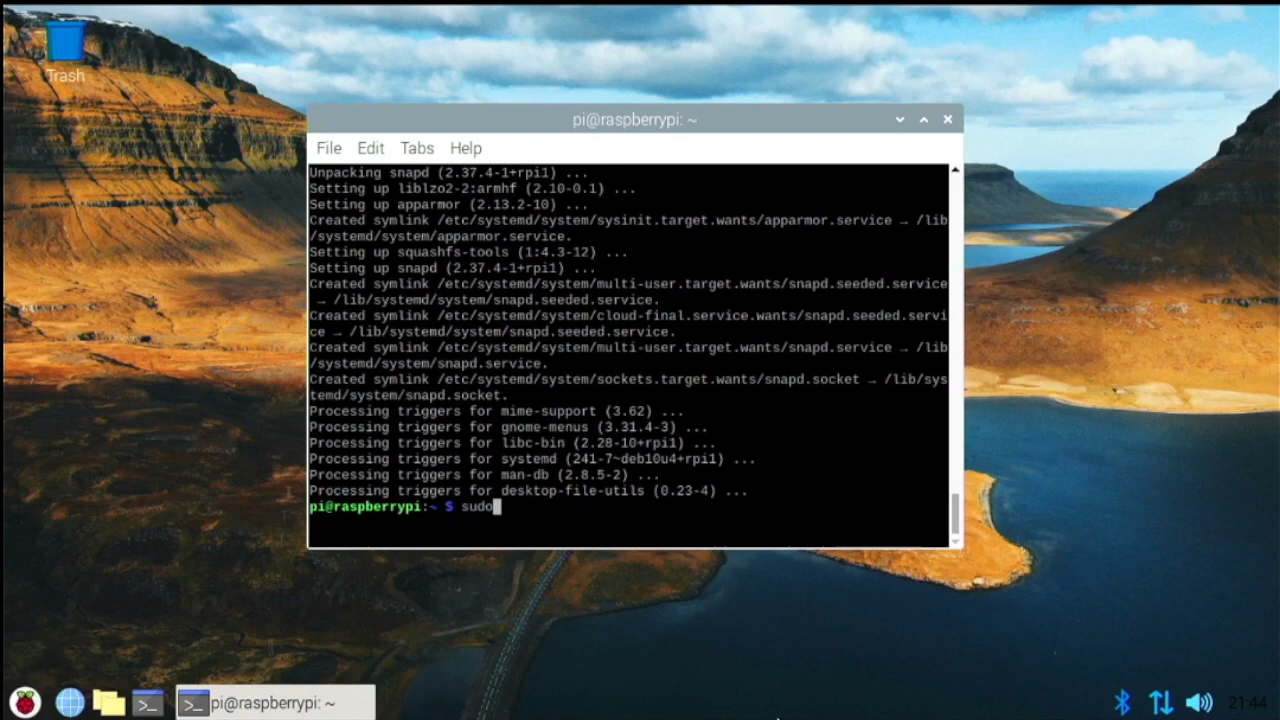 Trash
pi@raspberrypi: ~
File Edit Tabs Help
Unpacking snapd (2.37.4-1+rpi1) ...
Setting up liblzo2-2:armhf (2.10-0.1) ...
Setting up apparmor (2.13.2-10) ...
Created symlink /etc/systemd/system/sysinit.target.wants/apparmor.service → /lib
/systemd/system/apparmor.service.
Setting up squashfs-tools (1:4.3-12) ...
Setting up snapd (2.37.4-1+rpi1) ...
Created symlink /etc/systemd/system/multi-user.target.wants/snapd.seeded.service
→ /lib/systemd/system/snapd.seeded.service.
Created symlink /etc/systemd/system/cloud-final.service.wants/snapd.seeded.servi
ce → /lib/systemd/system/snapd.seeded.service.
Created symlink /etc/systemd/system/multi-user.target.wants/snapd.service → /lib
/systemd/system/snapd.service.
Created symlink /etc/systemd/system/sockets.target.wants/snapd.socket → /lib/sys
temd/system/snapd.socket.
Processing triggers for mime-support (3.62) ...
Processing triggers for gnome-menus (3.31.4-3) ...
Processing triggers for libc-bin (2.28-10+rpi1) ...
Processing triggers for systemd (241-7~deb10u4+rpi1) ...
Processing triggers for man-db (2.8.5-2) ...
Processing triggers for desktop-file-utils (0.23-4) ...
pi@raspberrypi:~ $ sudo
pi@raspberrypi: ~
21:44